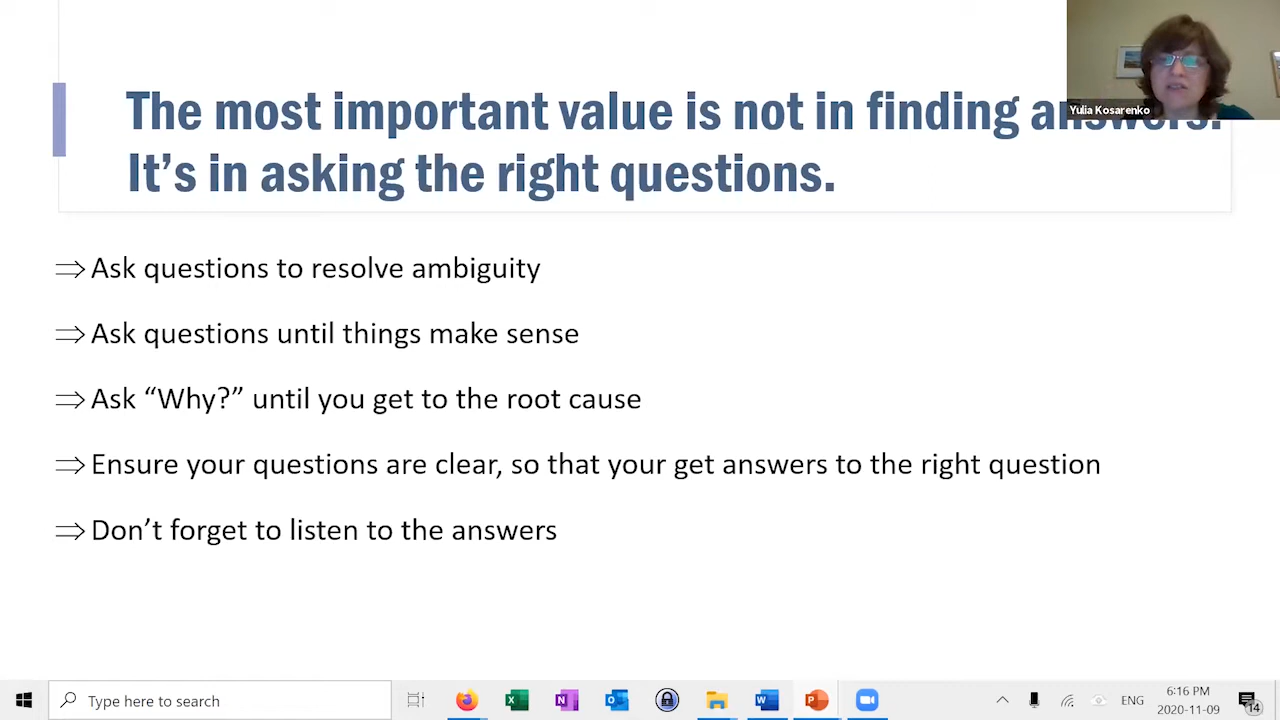 The most important value is not in finding answers.
It’s in asking the right questions.
Yulia Kosarenko
⇒Ask questions to resolve ambiguity
⇒Ask questions until things make sense
⇒Ask “Why?” until you get to the root cause
⇒Ensure your questions are clear, so that your get answers to the right question
⇒Don’t forget to listen to the answers
Type here to search
ENG
6:16 PM
2020-11-09
14